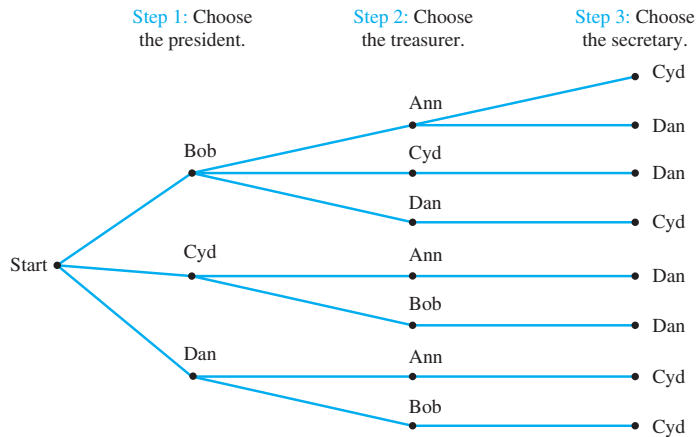 Step 1: Choose
the president.
Step 2: Choose
the treasurer.
Step 3: Choose
the secretary.
Cyd
Ann
Dan
Bob
Cyd
Dan
Dan
Cyd
Cyd
Ann
Dan
Start
Bob
Dan
Dan
Ann
Cyd
Bob
Cyd